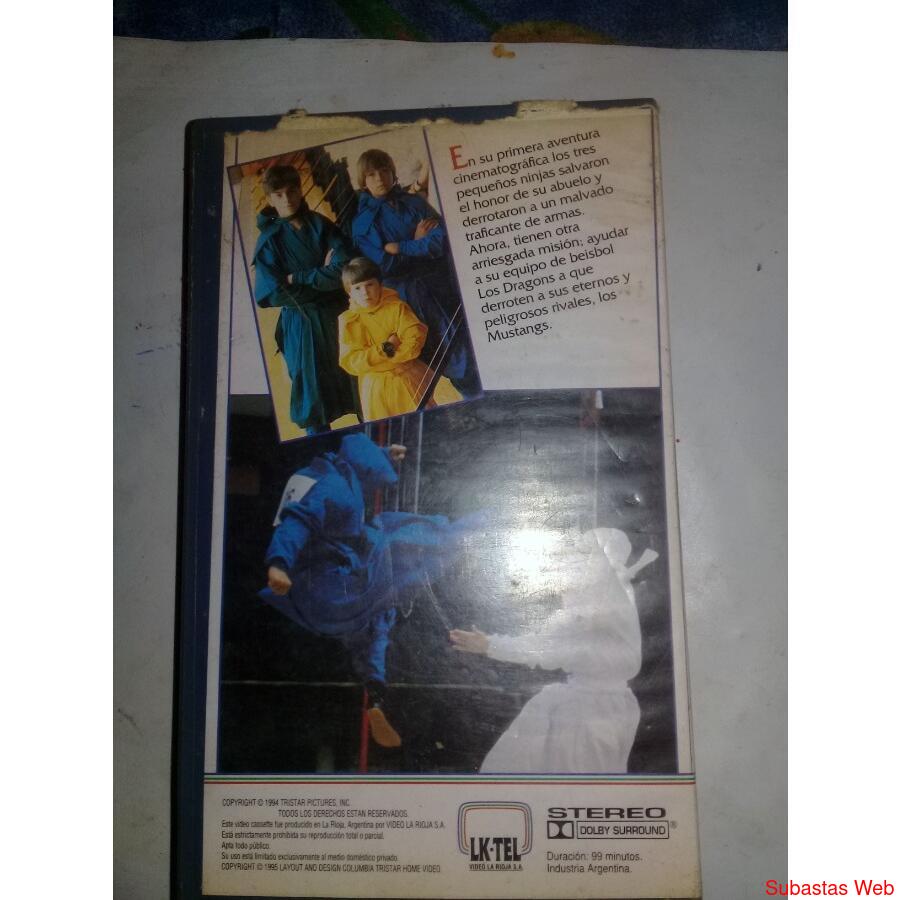 En su primera aventura
cinematográfica los tres
pequeños ninjas salvaron
el honor de su abuelo y
derrotaron a un malvado
traficante de armas.
Ahora, tienen otra
arriesgada misión; ayudar
a su equipo de beisbol
Los Dragons a que
derroten a sus eternos y
peligrosos rivales, los
Mustangs.
COPYRIGHT © 1994 TRISTAR PICTURES, INC.
TODOS LOS DERECHOS ESTAN RESERVADOS.
Este video cassette fue producido en La Rioja, Argentina por VIDEO LA RIOJA S.A.
Está estrictamente prohibida su reproducción total o parcial.
Apta todo público.
Su uso está limitado exclusivamente al medio doméstico privado.
COPYRIGHT © 1995 LAYOUT AND DESIGN COLUMBIA TRISTAR HOME VIDEO.
LK-TEL
VIDEO LA RIOJA S.A.
STEREO
DOLBY SURROUND ®
Duración: 99 minutos.
Industria Argentina.
Subastas Web